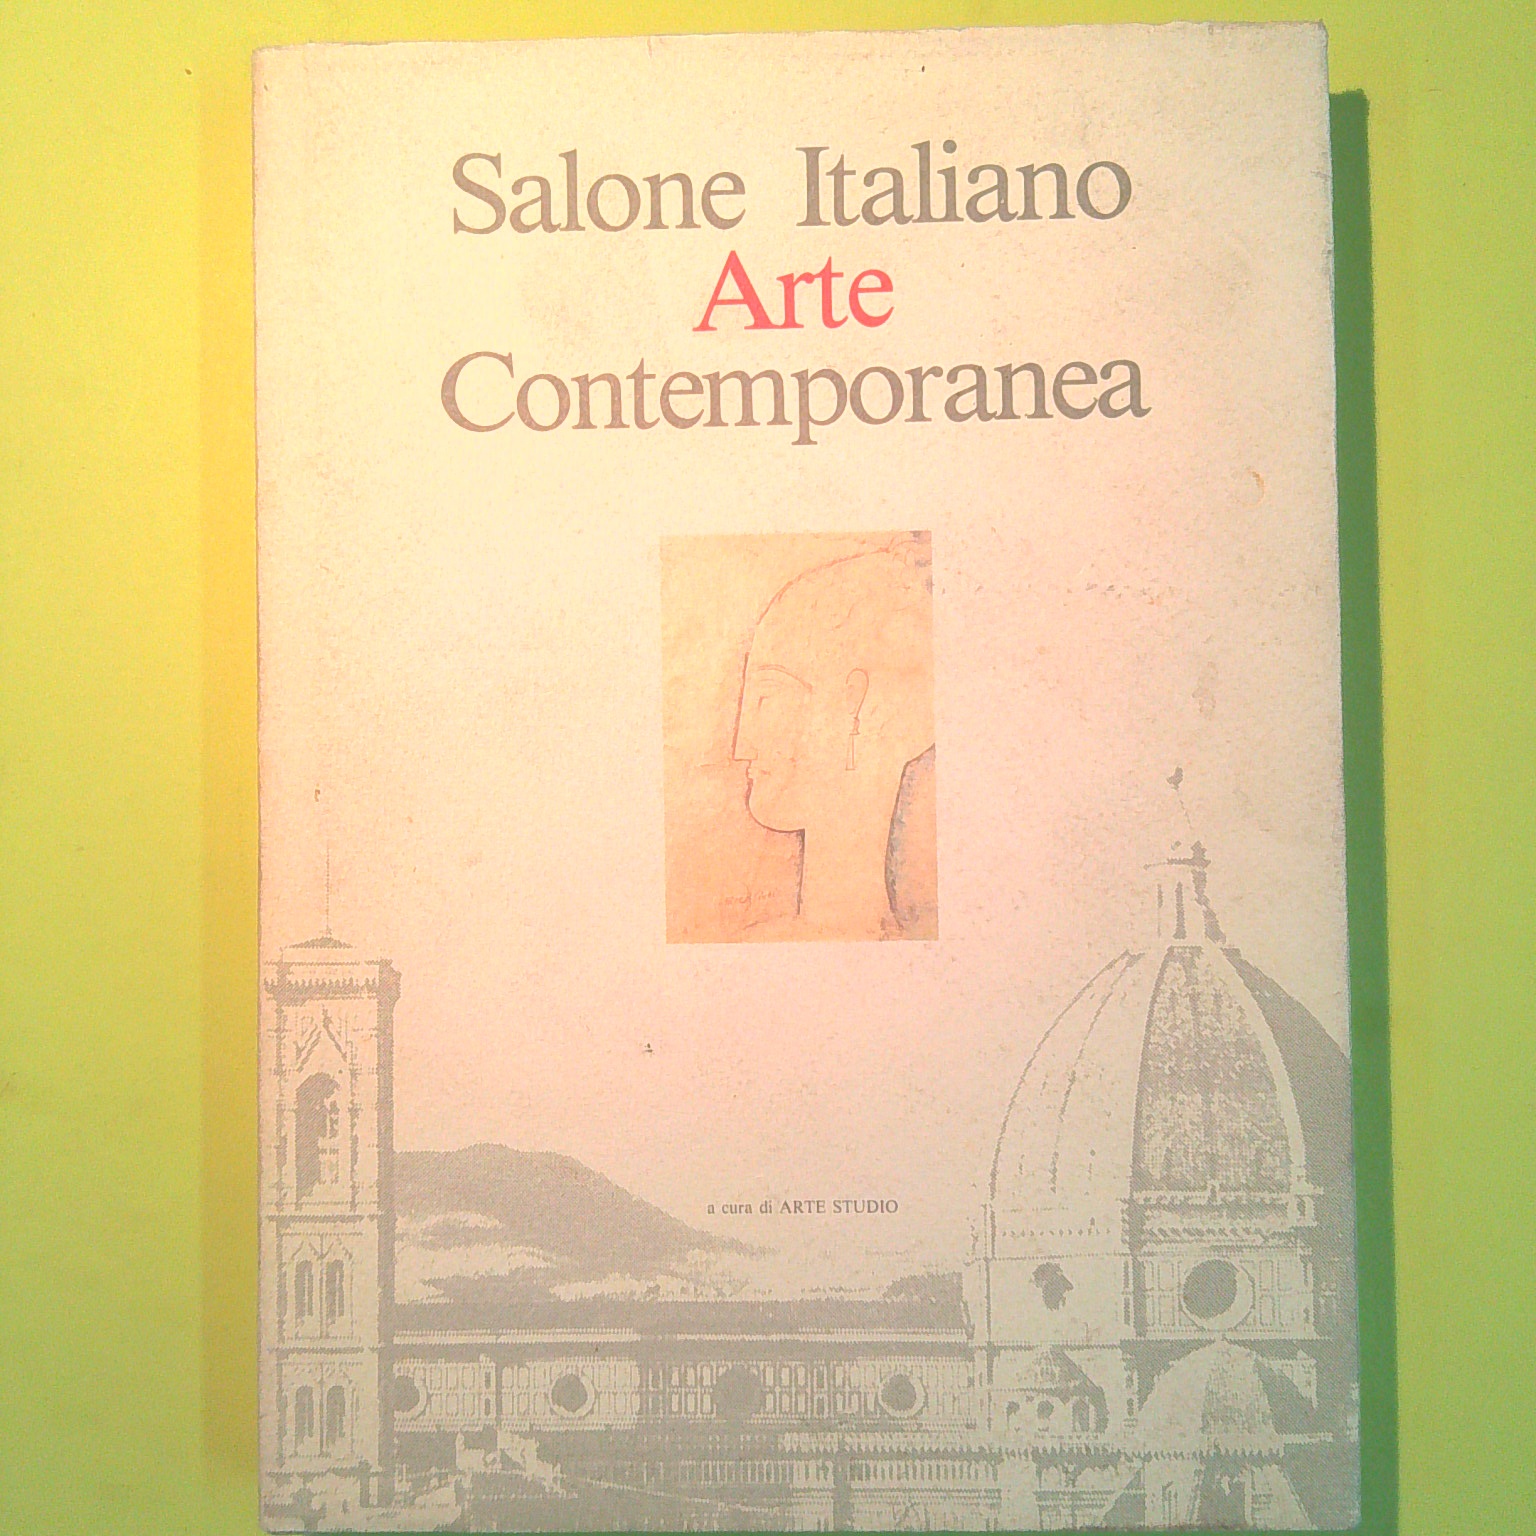 Salone Italiano
Arte
Contemporanea
a cura di ARTE STUDIO